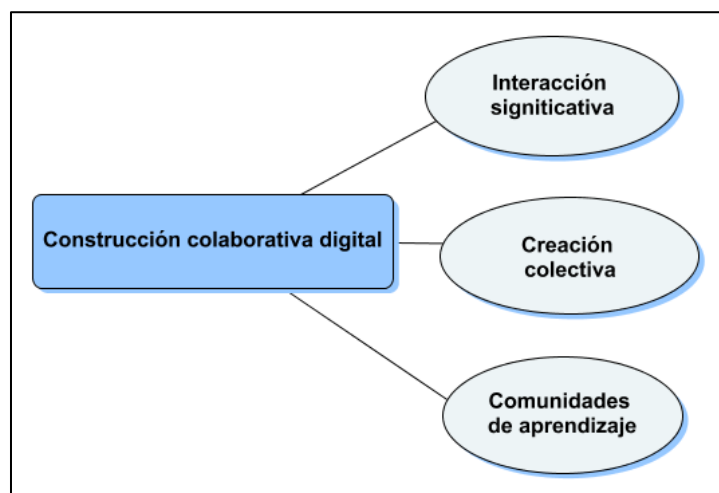 Interacción
signiticativa
Construcción colaborativa digital
Creación
colectiva
Comunidades
de aprendizaje